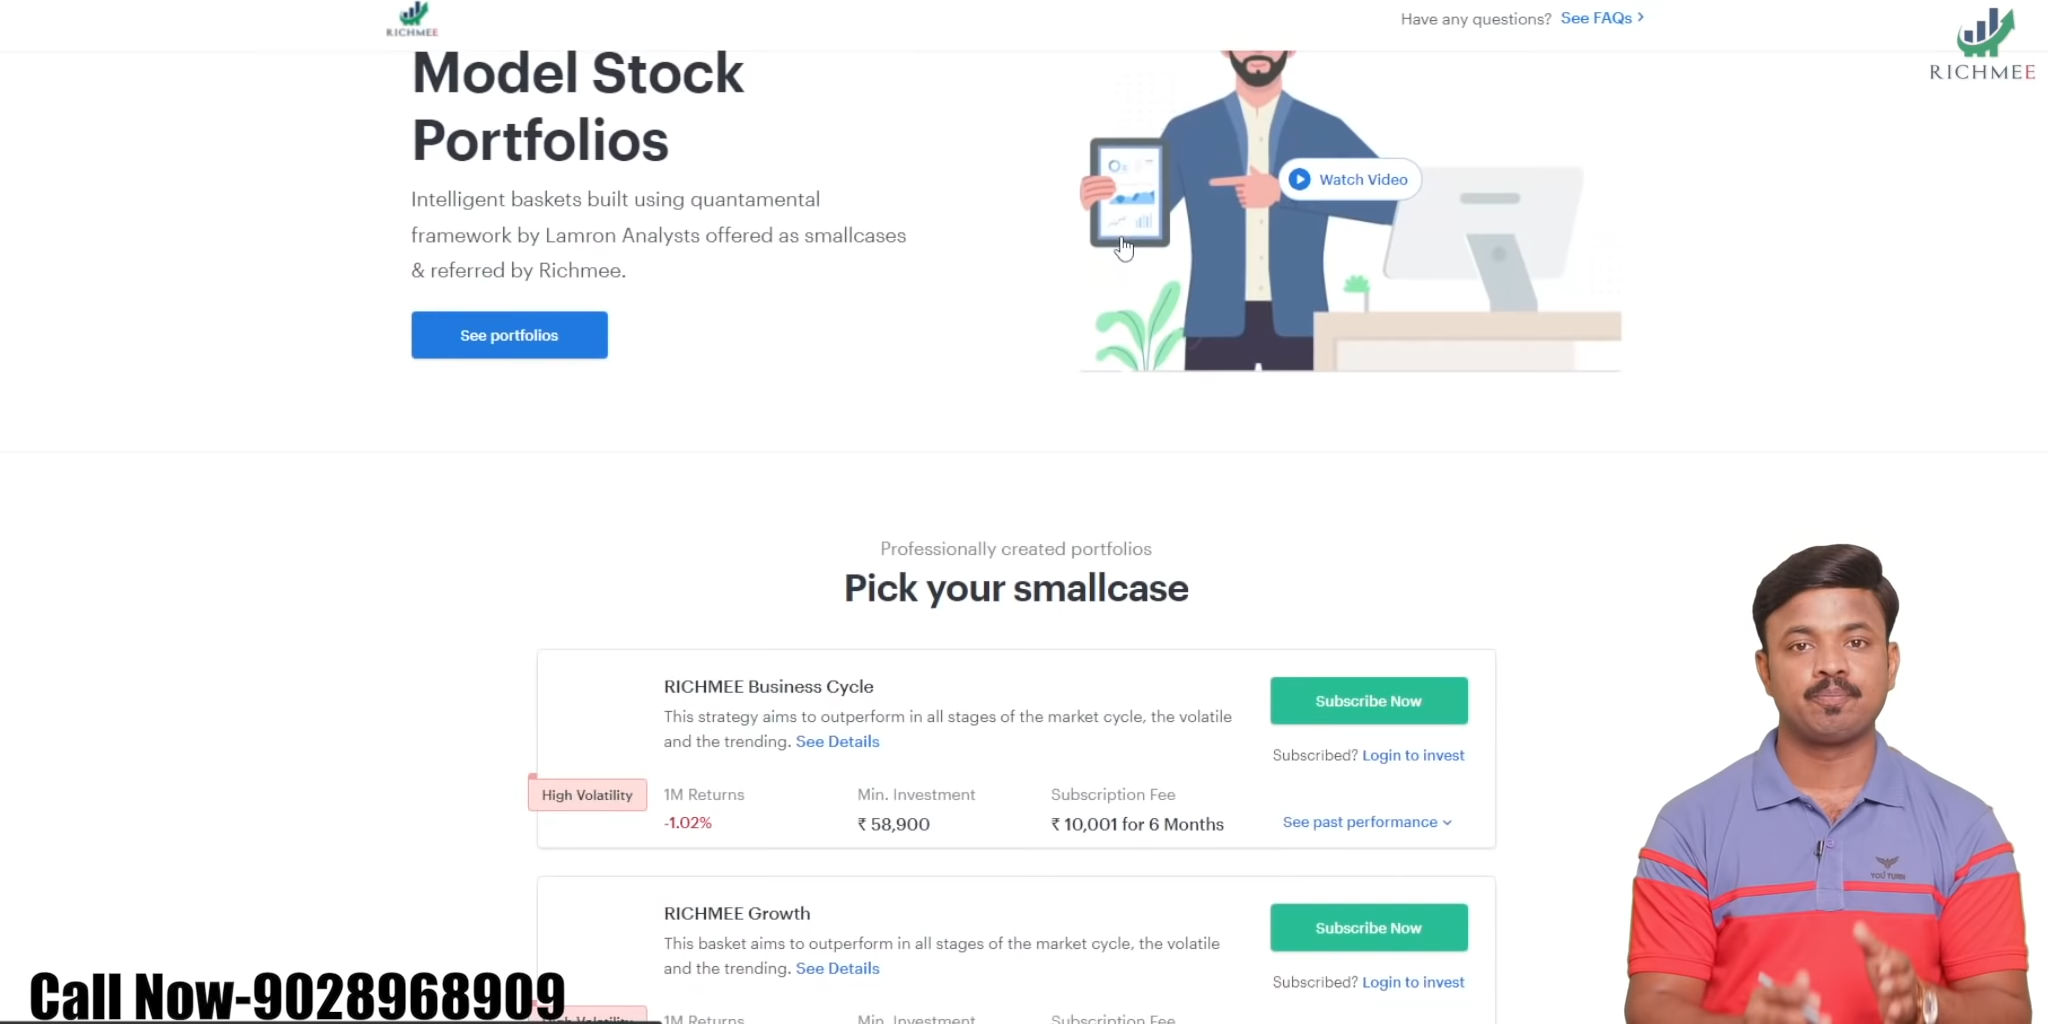 RICHMEE
Have any questions? See FAQs >
RICHMEE
Model Stock
Portfolios
Intelligent baskets built using quantamental
framework by Lamron Analysts offered as smallcases
& referred by Richmee.
See portfolios
Watch Video
Professionally created portfolios
Pick your smallcase
RICHMEE Business Cycle
This strategy aims to outperform in all stages of the market cycle, the volatile
and the trending. See Details
Subscribe Now
Subscribed? Login to invest
High Volatility
1M Returns
-1.02%
Min. Investment
₹ 58,900
Subscription Fee
₹ 10,001 for 6 Months
See past performance
RICHMEE Growth
This basket aims to outperform in all stages of the market cycle, the volatile
and the trending. See Details
Subscribe Now
Subscribed? Login to invest
High Volatility
1M Returns
Min. Investment
Subscription Fee
Call Now-9028968909
YOU TURN